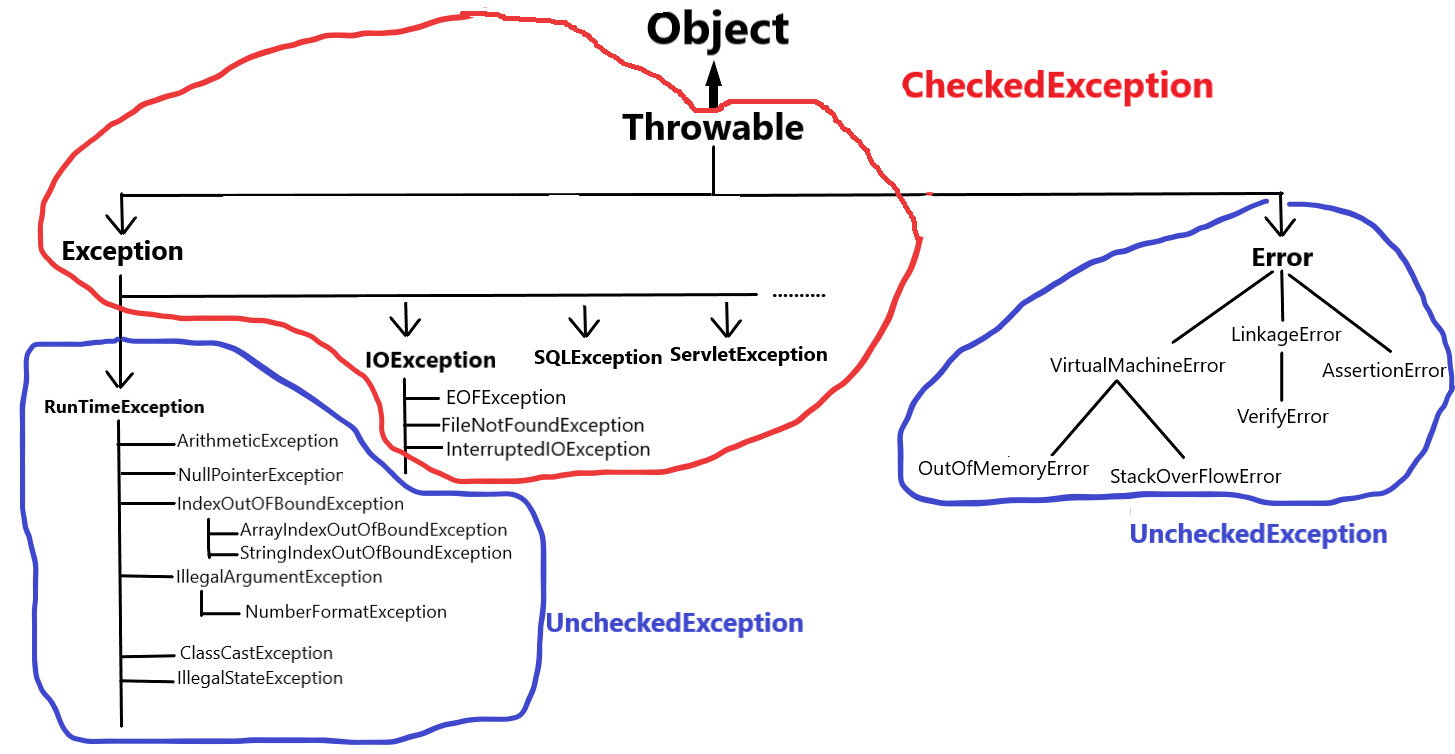 Object
CheckedException
Throwable
Exception
Error
IOException
SQLException
ServletException
..........
EOFException
FileNotFoundException
InterruptedIOException
LinkageError
VirtualMachineError
AssertionError
VerifyError
OutOfMemoryError
StackOverFlowError
UncheckedException
RunTimeException
ArithmeticException
NullPointerException
IndexOutOFBoundException
ArrayIndexOutOfBoundException
StringIndexOutOfBoundException
IllegalArgumentException
NumberFormatException
UncheckedException
ClassCastException
IllegalStateException